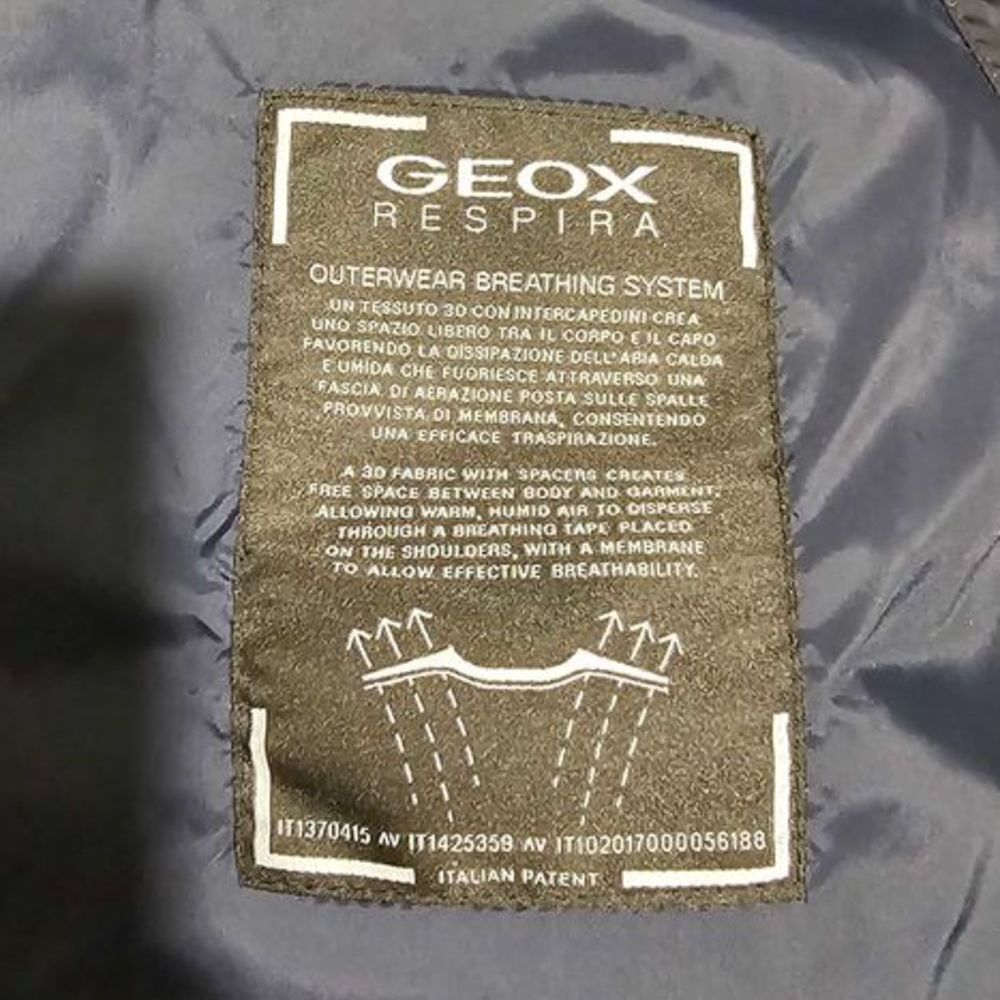 GEOX
RESPIRA
OUTERWEAR BREATHING SYSTEM
UN TESSUTO 3D CON INTERCAPEDINI CREA
UNO SPAZIO LIBERO TRA IL CORPO E IL CAPO
FAVORENDO LA DISSIPAZIONE DELL'ARIA CALDA
E UMIDA CHE FUORIESCE ATTRAVERSO UNA
FASCIA DI AERAZIONE POSTA SULLE SPALLE
PROVVISTA DI MEMBRANA, CONSENTENDO
UNA EFFICACE TRASPIRAZIONE.
A 3D FABRIC WITH SPACERS CREATES
FREE SPACE BETWEEN BODY AND GARMENT,
ALLOWING WARM, HUMID AIR TO DISPERSE
THROUGH A BREATHING TAPE PLACED
ON THE SHOULDERS, WITH A MEMBRANE
TO ALLOW EFFECTIVE BREATHABILITY.
IT1370415 AV IT1425359 AV IT102017000056188
ITALIAN PATENT